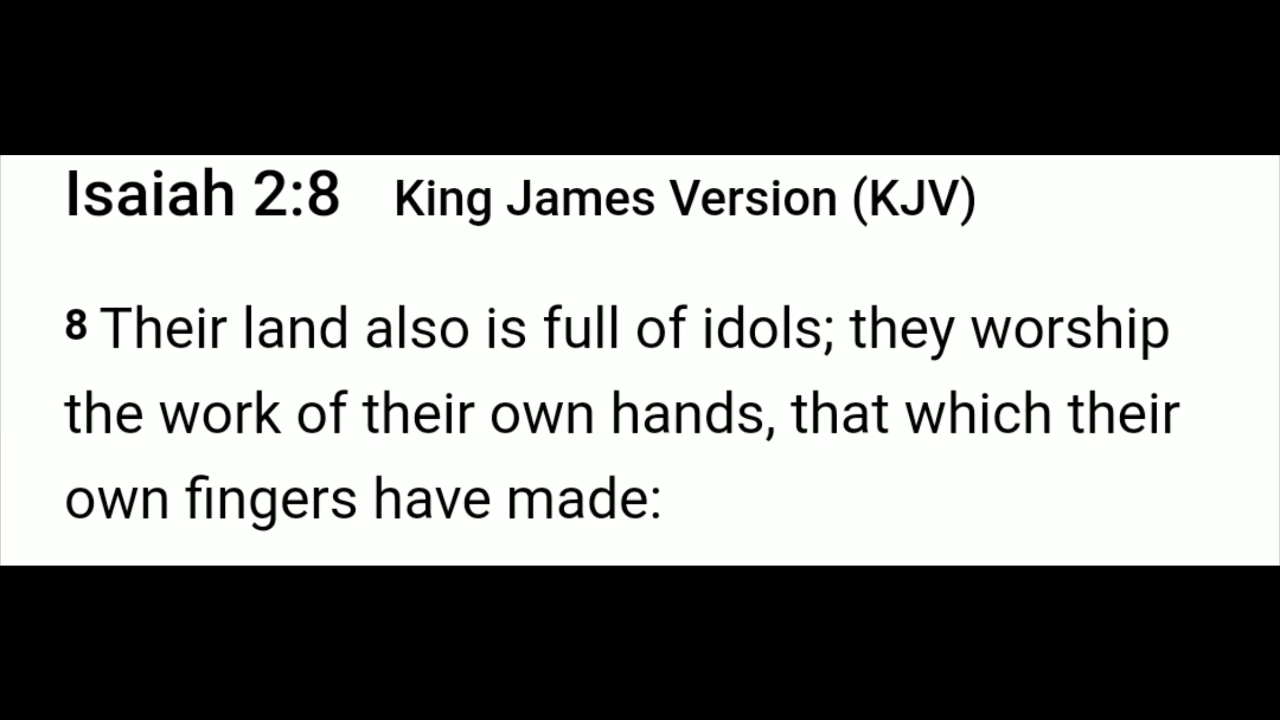 Isaiah 2:8 King James Version (KJV)
8 Their land also is full of idols; they worship
the work of their own hands, that which their
own fingers have made: